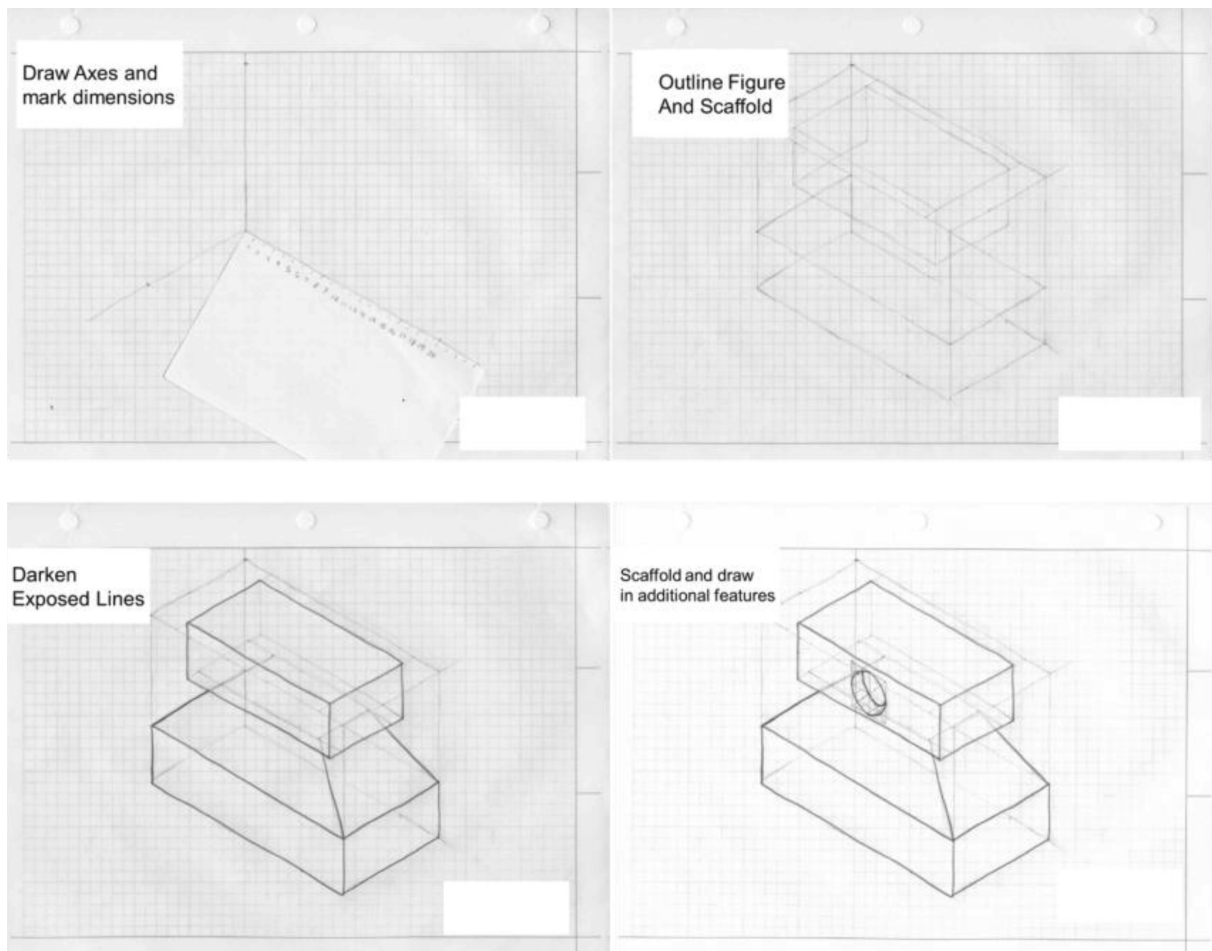 Draw Axes and
mark dimensions
Outline Figure
And Scaffold
Darken
Exposed Lines
Scaffold and draw
in additional features